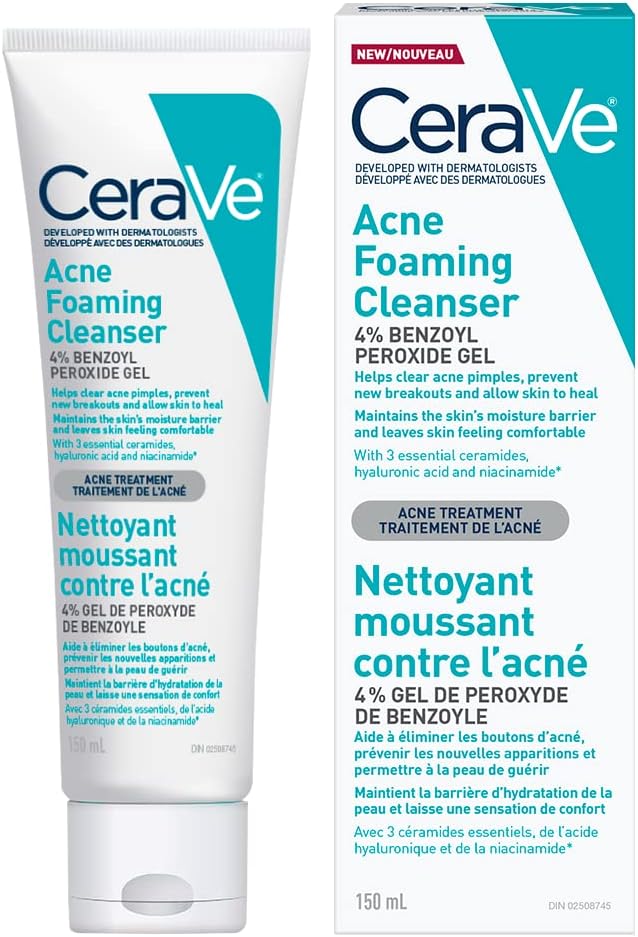 CeraVe®
DEVELOPED WITH DERMATOLOGISTS
DÉVELOPPÉ AVEC DES DERMATOLOGUES
Acne
Foaming
Cleanser
4% BENZOYL
PEROXIDE GEL
Helps clear acne pimples, prevent
new breakouts and allow skin to heal
Maintains the skin's moisture barrier
and leaves skin feeling comfortable
With 3 essential ceramides,
hyaluronic acid and niacinamide*
ACNE TREATMENT
TRAITEMENT DE L'ACNÉ
Nettoyant
moussant
contre l'acné
4% GEL DE PEROXYDE
DE BENZOYLE
Aide à éliminer les boutons d'acné,
prévenir les nouvelles apparitions et
permettre à la peau de guérir
Maintient la barrière d'hydratation de la
peau et laisse une sensation de confort
Avec 3 céramides essentiels, de l'acide
hyaluronique et de la niacinamide*
150 mL
DIN 02508745
NEW/NOUVEAU
CeraVe®
DEVELOPED WITH DERMATOLOGISTS
DÉVELOPPÉ AVEC DES DERMATOLOGUES
Acne
Foaming
Cleanser
4% BENZOYL
PEROXIDE GEL
Helps clear acne pimples, prevent
new breakouts and allow skin to heal
Maintains the skin's moisture barrier
and leaves skin feeling comfortable
With 3 essential ceramides,
hyaluronic acid and niacinamide*
ACNE TREATMENT
TRAITEMENT DE L'ACNÉ
Nettoyant
moussant
contre l'acné
4% GEL DE PEROXYDE
DE BENZOYLE
Aide à éliminer les boutons d'acné,
prévenir les nouvelles apparitions et
permettre à la peau de guérir
Maintient la barrière d'hydratation de la
peau et laisse une sensation de confort
Avec 3 céramides essentiels, de l'acide
hyaluronique et de la niacinamide*
150 mL
DIN 02508745